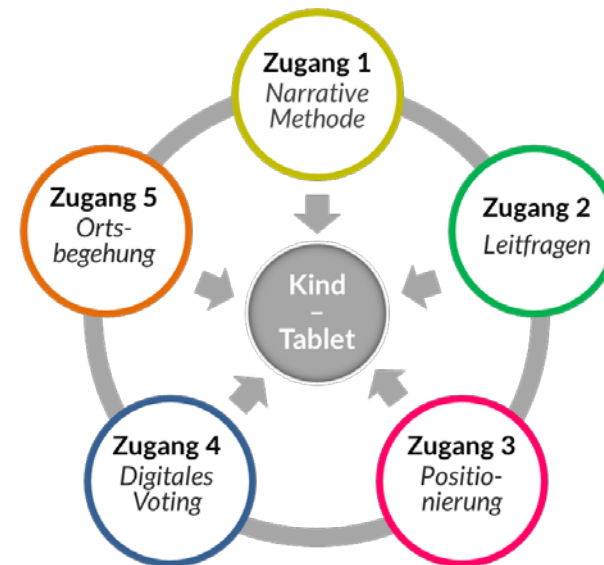 Zugang 1
Narrative
Methode
Zugang 2
Leitfragen
Zugang 3
Positio-
nierung
Zugang 4
Digitales
Voting
Zugang 5
Orts-
begehung
Kind
–
Tablet